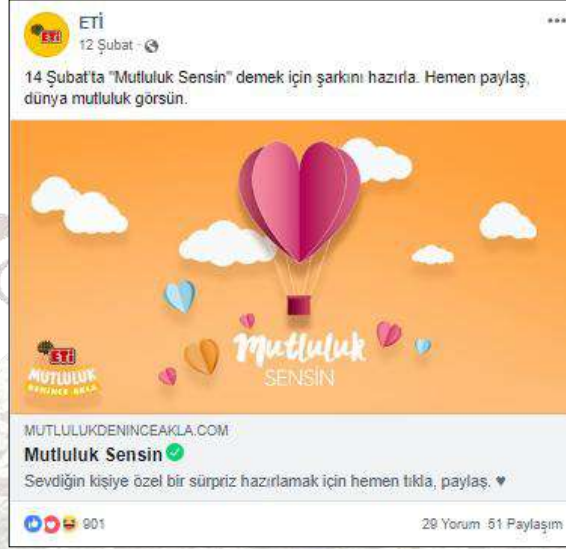 ETİ
12 Şubat
14 Şubat'ta "Mutluluk Sensin" demek için şarkını hazırla. Hemen paylaş,
dünya mutluluk görsün.
Mutluluk
SENSİN
ETİ
MUTLULUK
DENİNCE AKLA
MUTLULUKDENINCEAKLA.COM
Mutluluk Sensin
Sevdiğin kişiye özel bir sürpriz hazırlamak için hemen tıkla, paylaş. ♥
901
29 Yorum 51 Paylaşım